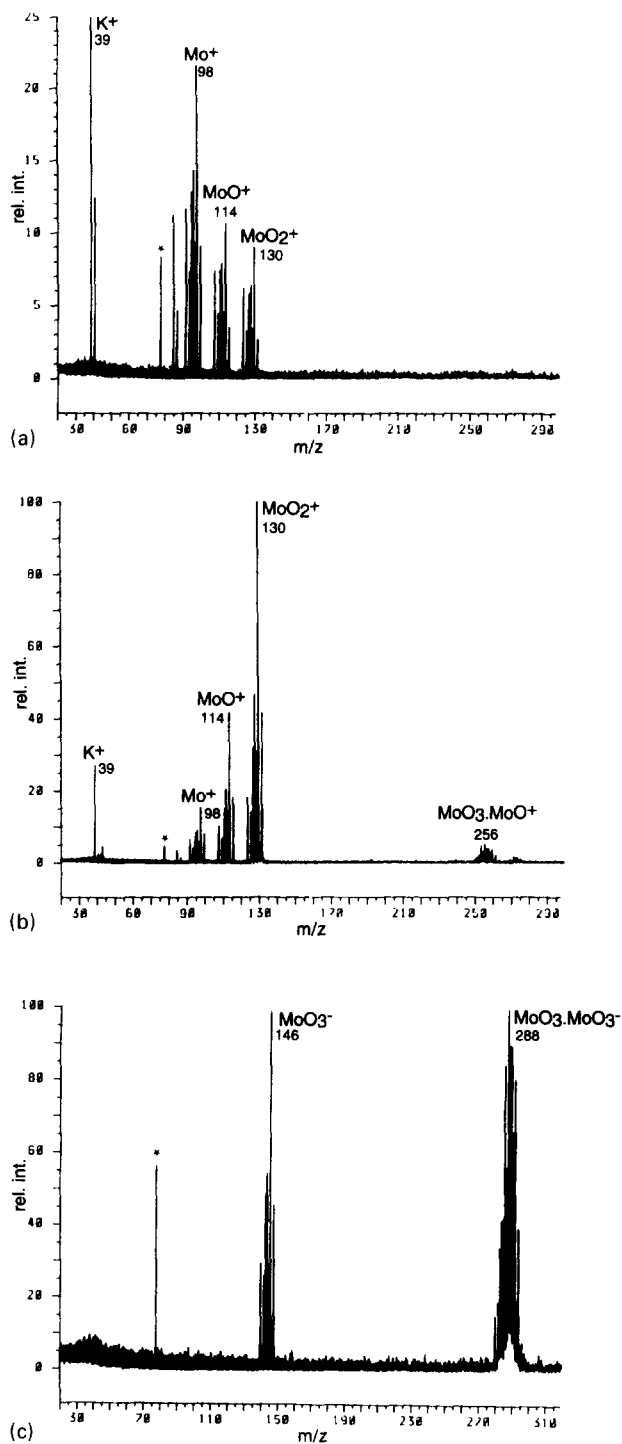 K+
39
Mo+
98
MoO+
114
MoO2+
130
*
25
20
15
10
5
0
rel. int.
30 60 90 130 170 210 250 290
m/z
(a)
MoO2+
130
MoO+
114
K+
39
Mo+
98
*
MoO3.MoO+
256
100
80
60
40
20
0
rel. int.
30 60 90 130 170 210 250 290
m/z
(b)
MoO3-
146
MoO3.MoO3-
288
*
100
80
60
40
20
0
rel. int.
30 70 110 150 190 230 270 310
m/z
(c)